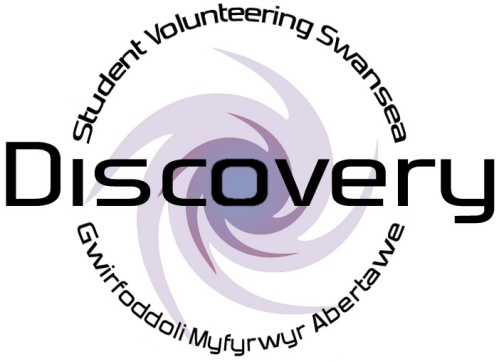 Student Volunteering Swansea
Discovery
Gwirfoddoli Myfyrwyr Abertawe